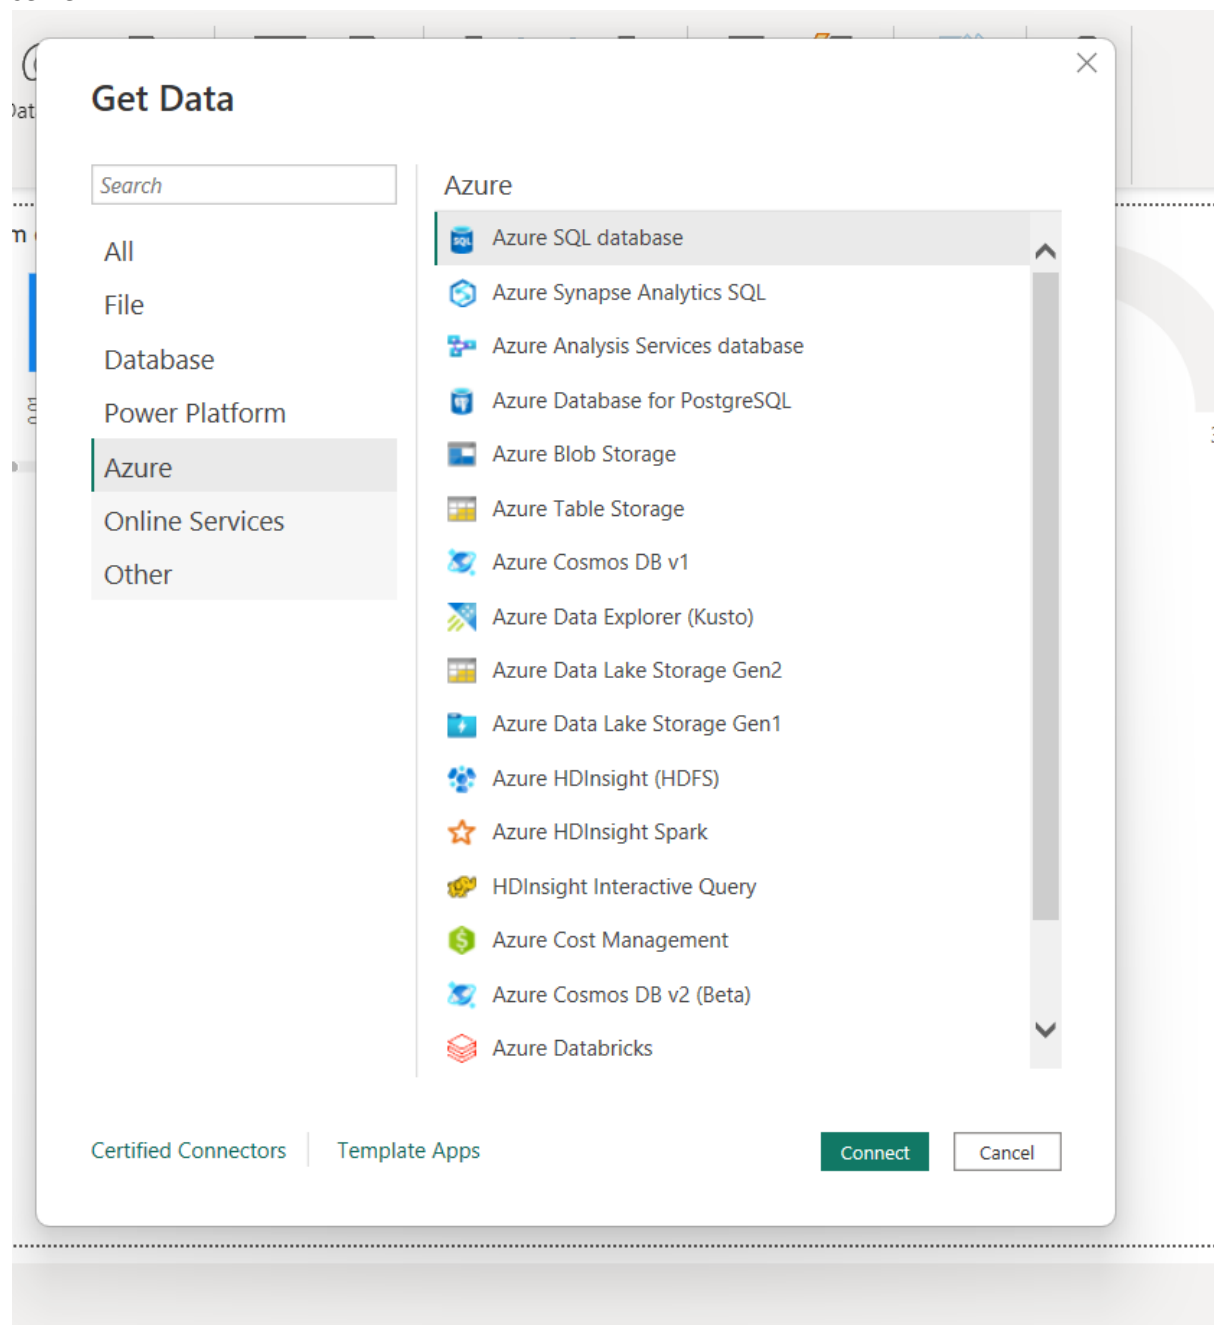 Get Data
Search
All
File
Database
Power Platform
Azure
Online Services
Other
Azure
Azure SQL database
Azure Synapse Analytics SQL
Azure Analysis Services database
Azure Database for PostgreSQL
Azure Blob Storage
Azure Table Storage
Azure Cosmos DB v1
Azure Data Explorer (Kusto)
Azure Data Lake Storage Gen2
Azure Data Lake Storage Gen1
Azure HDInsight (HDFS)
Azure HDInsight Spark
HDInsight Interactive Query
Azure Cost Management
Azure Cosmos DB v2 (Beta)
Azure Databricks
Certified Connectors
Template Apps
Connect
Cancel